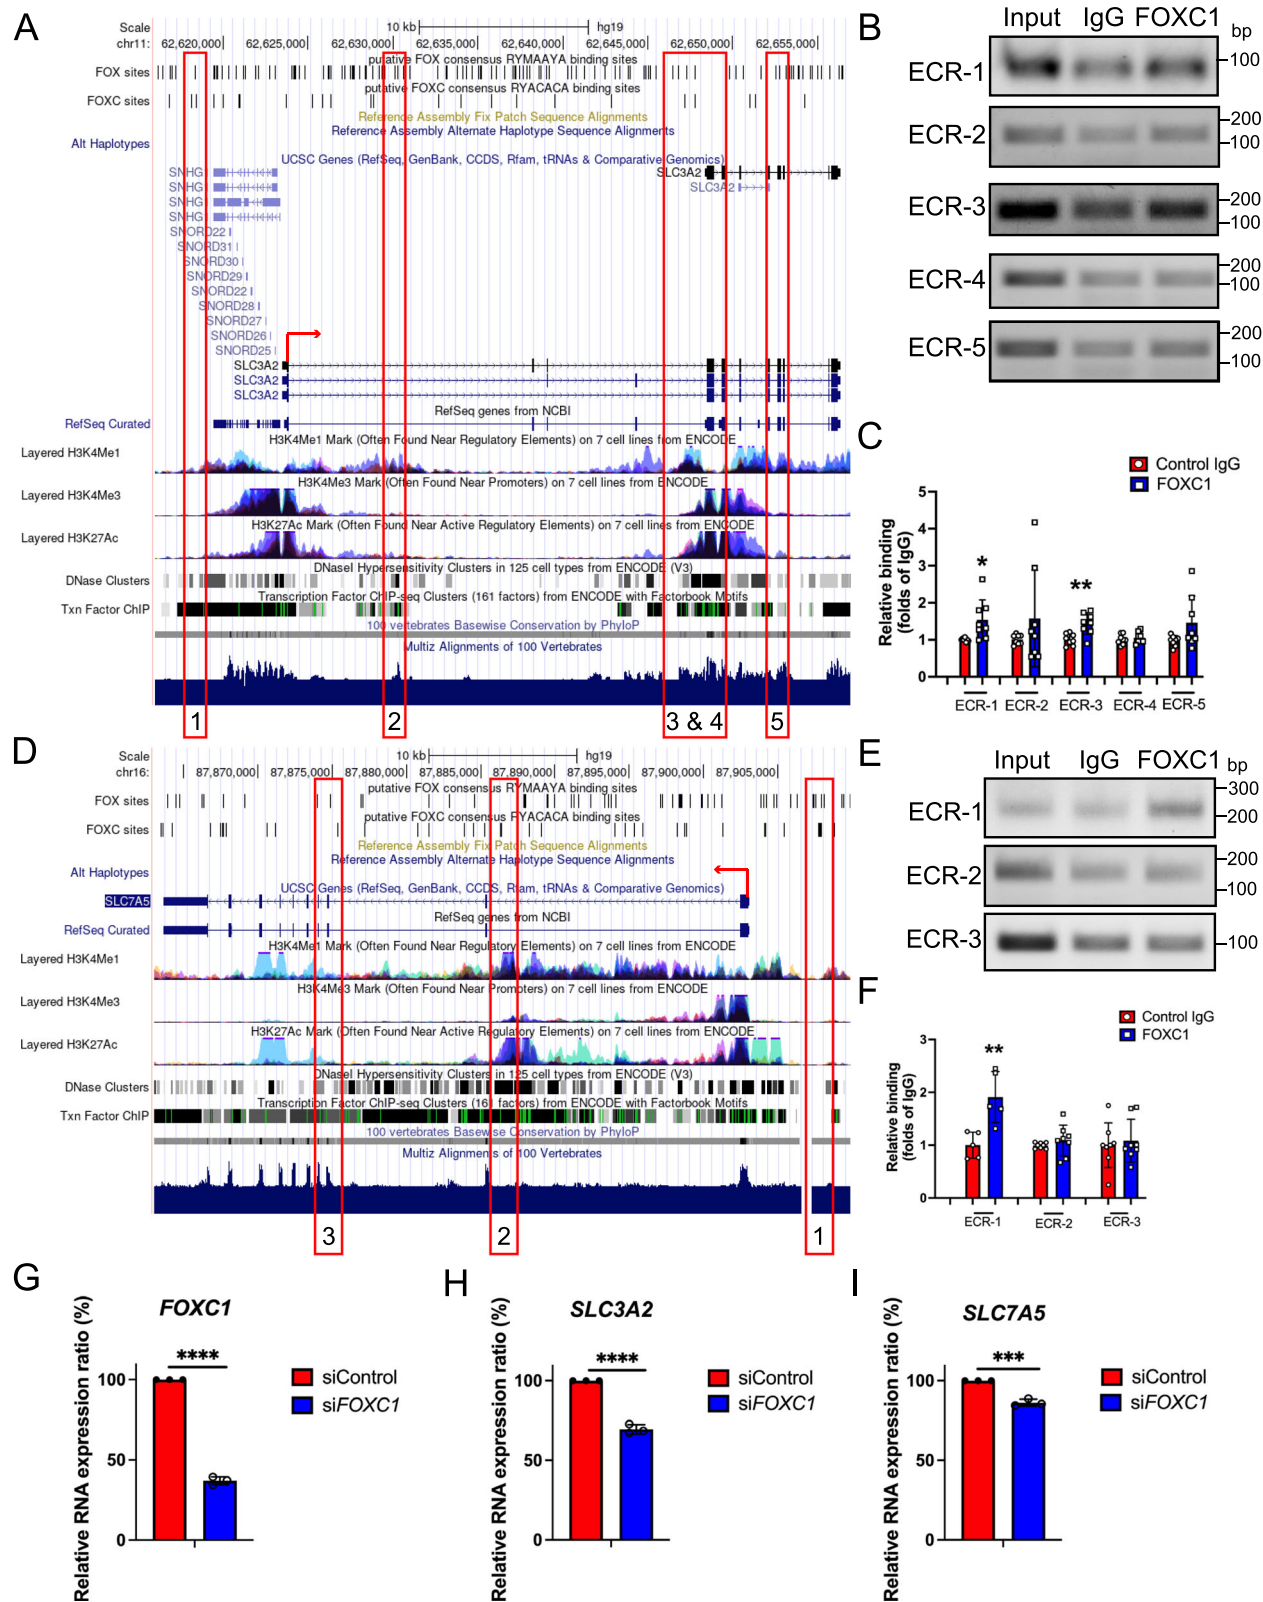 A
Scale
10 kb
hg19
chr11:
62,620,000
62,625,000
62,630,000
62,635,000
62,640,000
62,645,000
62,650,000
62,655,000
putative FOX consensus RYMAAYA binding sites
FOX sites
putative FOXC consensus RYACACA binding sites
FOXC sites
Reference Assembly Fix Patch Sequence Alignments
Reference Assembly Alternate Haplotype Sequence Alignments
Alt Haplotypes
UCSC Genes (RefSeq, GenBank, CCDS, Rfam, tRNAs & Comparative Genomics)
SNHG
SLC3A2
SNHG
SLC3A2
SNHG
SNHG
SNORD22
SNORD31
SNORD30
SNORD29
SNORD22
SNORD28
SNORD27
SNORD26
SNORD25
SLC3A2
SLC3A2
SLC3A2
RefSeq genes from NCBI
RefSeq Curated
H3K4Me1 Mark (Often Found Near Regulatory Elements) on 7 cell lines from ENCODE
Layered H3K4Me1
H3K4Me3 Mark (Often Found Near Promoters) on 7 cell lines from ENCODE
Layered H3K4Me3
H3K27Ac Mark (Often Found Near Active Regulatory Elements) on 7 cell lines from ENCODE
Layered H3K27Ac
DNaseI Hypersensitivity Clusters in 125 cell types from ENCODE (V3)
DNase Clusters
Transcription Factor ChIP-seq Clusters (161 factors) from ENCODE with Factorbook Motifs
Txn Factor ChIP
100 vertebrates Basewise Conservation by PhyloP
Multiz Alignments of 100 Vertebrates
1
2
3 & 4
5
B
Input IgG FOXC1
bp
ECR-1
100
ECR-2
200
100
ECR-3
200
100
ECR-4
200
100
ECR-5
200
100
C
Control IgG
FOXC1
Relative binding
(folds of IgG)
5
4
3
2
1
0
*
**
ECR-1 ECR-2 ECR-3 ECR-4 ECR-5
D
Scale
10 kb
hg19
chr16:
87,870,000
87,875,000
87,880,000
87,885,000
87,890,000
87,895,000
87,900,000
87,905,000
putative FOX consensus RYMAAYA binding sites
FOX sites
putative FOXC consensus RYACACA binding sites
FOXC sites
Reference Assembly Fix Patch Sequence Alignments
Reference Assembly Alternate Haplotype Sequence Alignments
Alt Haplotypes
UCSC Genes (RefSeq, GenBank, CCDS, Rfam, tRNAs & Comparative Genomics)
SLC7A5
RefSeq genes from NCBI
RefSeq Curated
H3K4Me1 Mark (Often Found Near Regulatory Elements) on 7 cell lines from ENCODE
Layered H3K4Me1
H3K4Me3 Mark (Often Found Near Promoters) on 7 cell lines from ENCODE
Layered H3K4Me3
H3K27Ac Mark (Often Found Near Active Regulatory Elements) on 7 cell lines from ENCODE
Layered H3K27Ac
DNaseI Hypersensitivity Clusters in 125 cell types from ENCODE (V3)
DNase Clusters
Transcription Factor ChIP-seq Clusters (161 factors) from ENCODE with Factorbook Motifs
Txn Factor ChIP
100 vertebrates Basewise Conservation by PhyloP
Multiz Alignments of 100 Vertebrates
3
2
1
E
Input IgG FOXC1
bp
ECR-1
300
200
ECR-2
200
100
ECR-3
100
F
Control IgG
FOXC1
Relative binding
(folds of IgG)
3
2
1
0
**
ECR-1 ECR-2 ECR-3
G
FOXC1
Relative RNA expression ratio (%)
100
50
0
****
siControl
siFOXC1
H
SLC3A2
Relative RNA expression ratio (%)
100
50
0
****
siControl
siFOXC1
I
SLC7A5
Relative RNA expression ratio (%)
100
50
0
***
siControl
siFOXC1